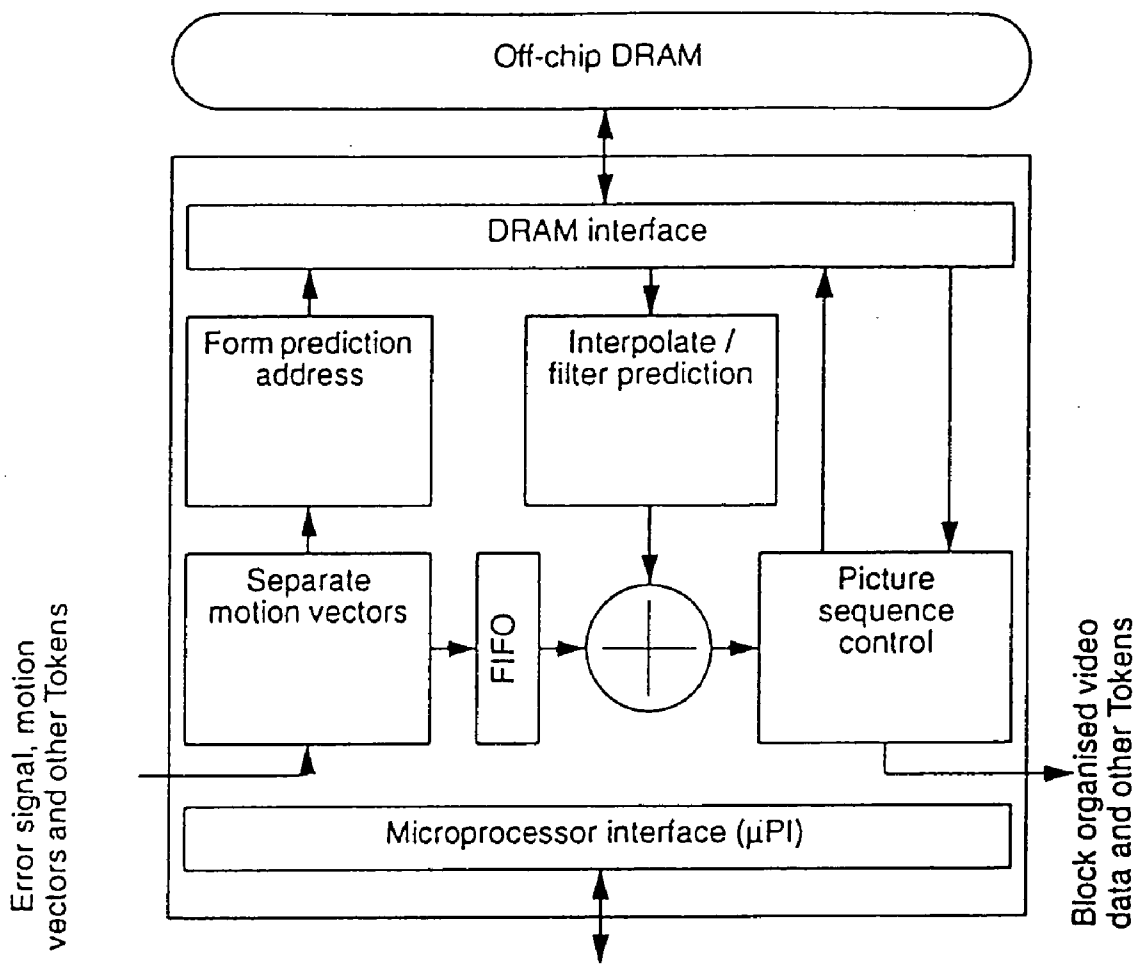 Off-chip DRAM
DRAM interface
Form prediction
address
Interpolate /
filter prediction
Separate
motion vectors
FIFO
Picture
sequence
control
Error signal, motion
vectors and other Tokens
Block organised video
data and other Tokens
Microprocessor interface (µPI)